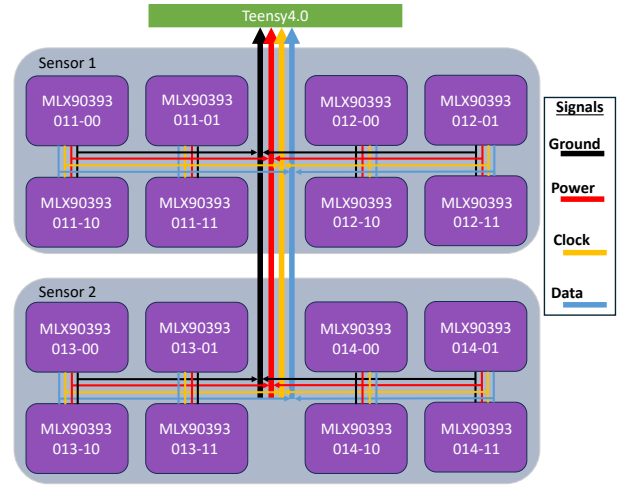 Teensy4.0
Sensor 1
MLX90393
011-00
MLX90393
011-01
MLX90393
012-00
MLX90393
012-01
MLX90393
011-10
MLX90393
011-11
MLX90393
012-10
MLX90393
012-11
Sensor 2
MLX90393
013-00
MLX90393
013-01
MLX90393
014-00
MLX90393
014-01
MLX90393
013-10
MLX90393
013-11
MLX90393
014-10
MLX90393
014-11
Signals
Ground
Power
Clock
Data